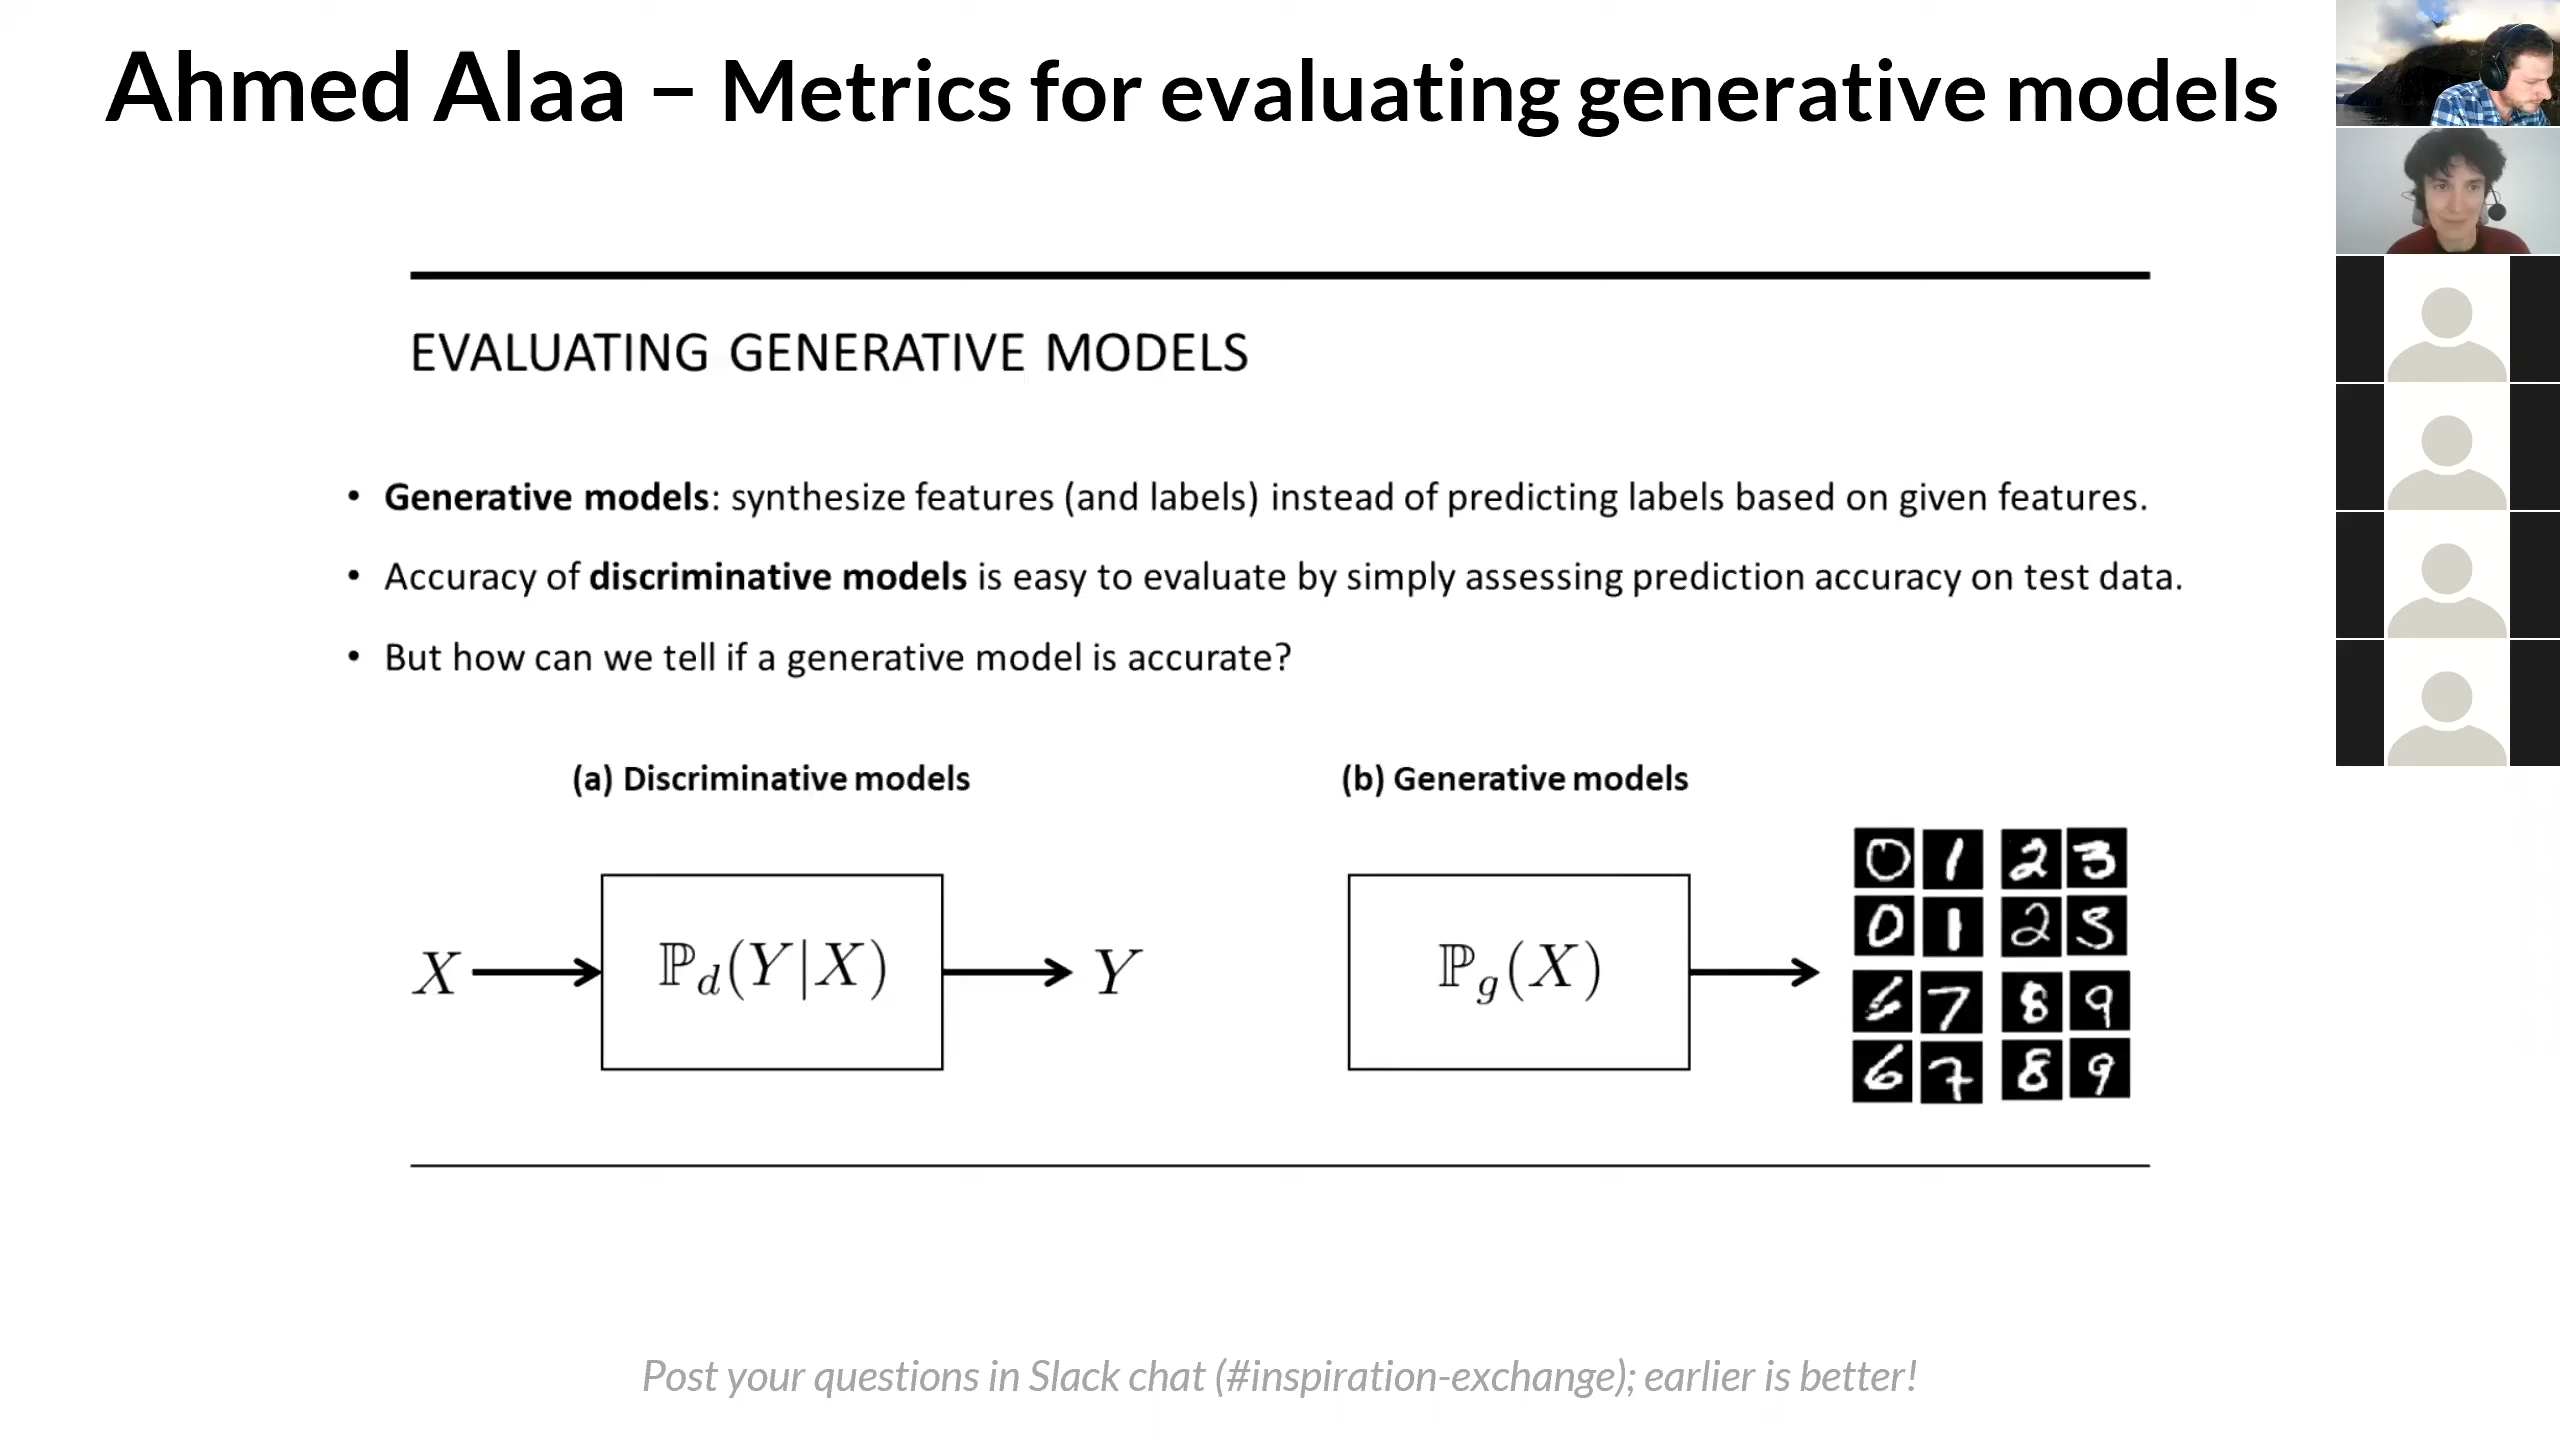 Ahmed Alaa – Metrics for evaluating generative models
EVALUATING GENERATIVE MODELS
• Generative models: synthesize features (and labels) instead of predicting labels based on given features.
• Accuracy of discriminative models is easy to evaluate by simply assessing prediction accuracy on test data.
• But how can we tell if a generative model is accurate?
(a) Discriminative models
(b) Generative models
X → ℙd(Y|X) → Y
ℙg(X) →
0 1 2 3
0 1 2 3
6 7 8 9
6 7 8 9
Post your questions in Slack chat (#inspiration-exchange); earlier is better!